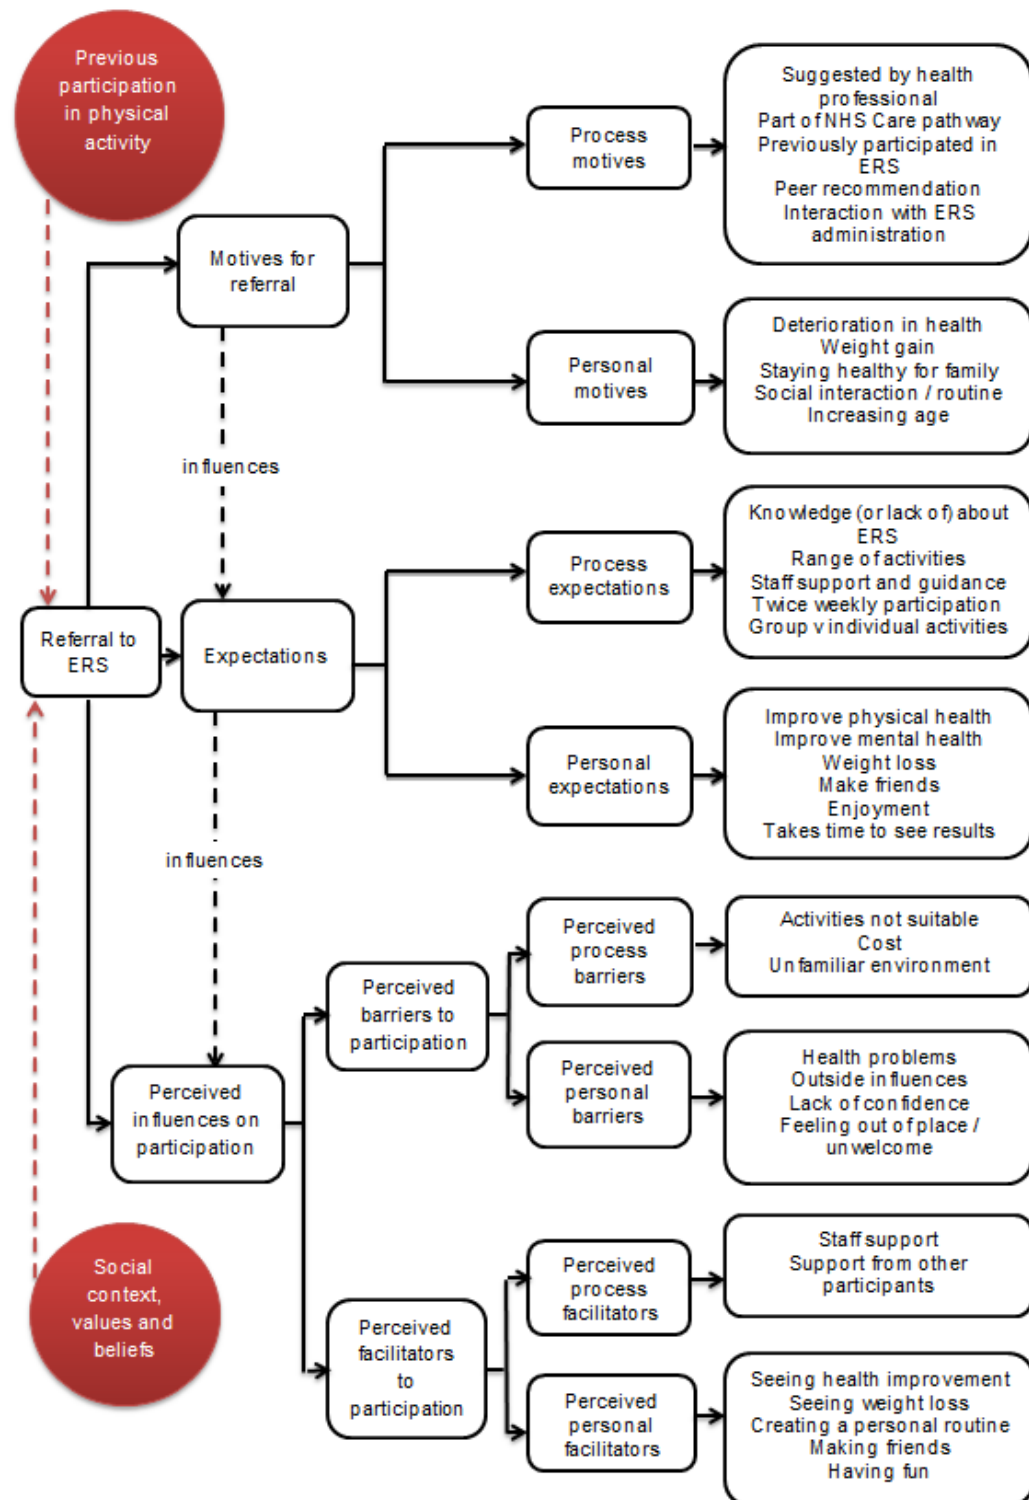 Previous
participation
in physical
activity
Process
motives
Suggested by health
professional
Part of NHS Care pathway
Previously participated in
ERS
Peer recommendation
Interaction with ERS
administration
Motives for
referral
Personal
motives
Deterioration in health
Weight gain
Staying healthy for family
Social interaction / routine
Increasing age
influences
Process
expectations
Knowledge (or lack of) about
ERS
Range of activities
Staff support and guidance
Twice weekly participation
Group v individual activities
Referral to
ERS
Expectations
Personal
expectations
Improve physical health
Improve mental health
Weight loss
Make friends
Enjoyment
Takes time to see results
influences
Perceived
process
barriers
Activities not suitable
Cost
Unfamiliar environment
Perceived
barriers to
participation
Perceived
personal
barriers
Health problems
Outside influences
Lack of confidence
Feeling out of place /
unwelcome
Perceived
influences on
participation
Social
context,
values and
beliefs
Perceived
process
facilitators
Staff support
Support from other
participants
Perceived
facilitators
to
participation
Perceived
personal
facilitators
Seeing health improvement
Seeing weight loss
Creating a personal routine
Making friends
Having fun